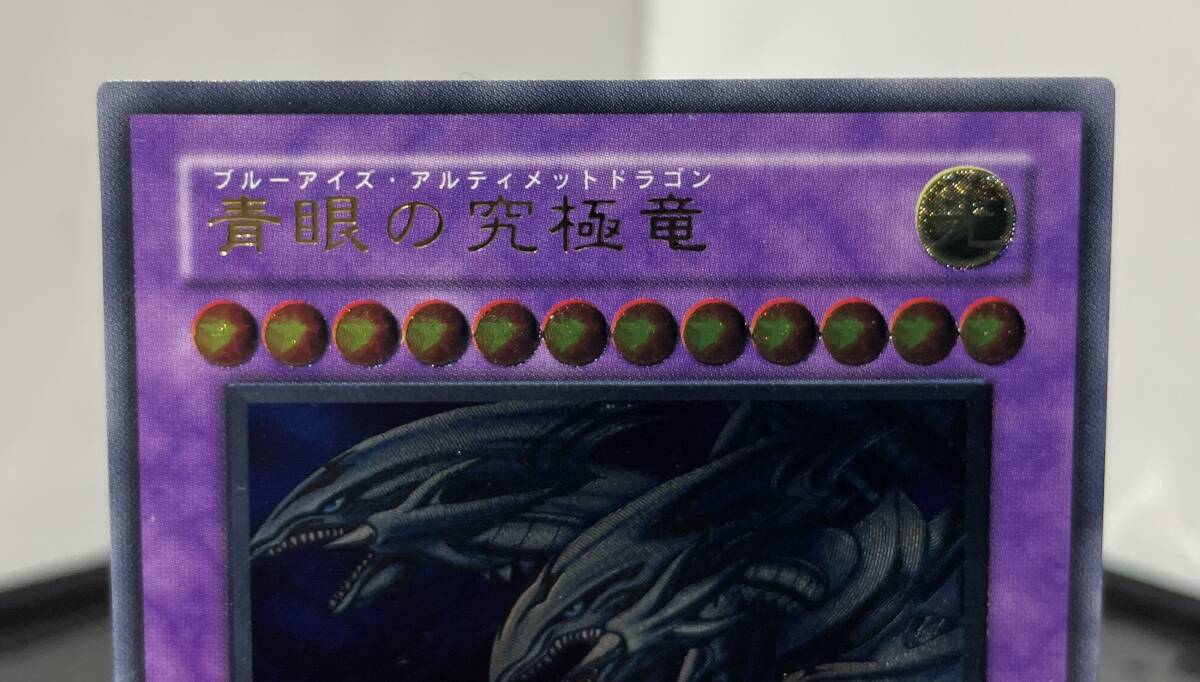 ブルーアイズ・アルティメットドラゴン
青眼の究極竜
光